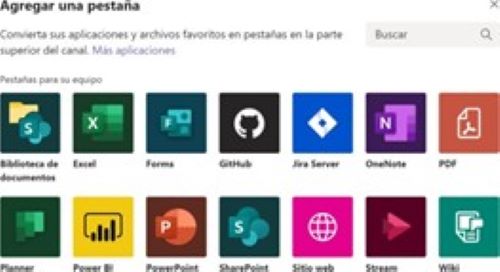 Agregar una pestaña
Convierta sus aplicaciones y archivos favoritos en pestañas en la parte
superior del canal. Más aplicaciones
Buscar
Pestañas para su equipo
Biblioteca de documentos
Excel
Forms
GitHub
Jira Server
OneNote
PDF
Planner
Power BI
PowerPoint
SharePoint
Sitio web
Stream
Wiki